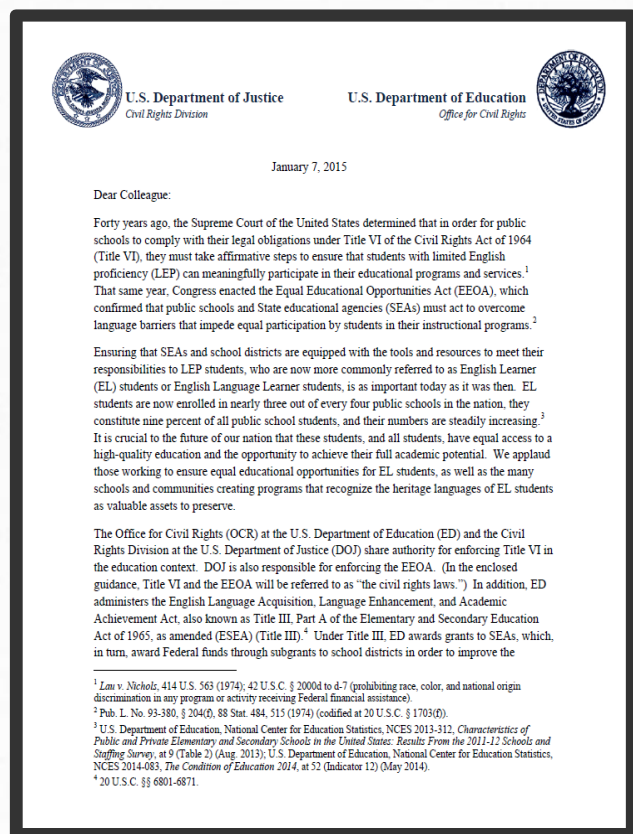 U.S. Department of Justice
Civil Rights Division
U.S. Department of Education
Office for Civil Rights
January 7, 2015
Dear Colleague:
Forty years ago, the Supreme Court of the United States determined that in order for public
schools to comply with their legal obligations under Title VI of the Civil Rights Act of 1964
(Title VI), they must take affirmative steps to ensure that students with limited English
proficiency (LEP) can meaningfully participate in their educational programs and services.1
That same year, Congress enacted the Equal Educational Opportunities Act (EEOA), which
confirmed that public schools and State educational agencies (SEAs) must act to overcome
language barriers that impede equal participation by students in their instructional programs.2
Ensuring that SEAs and school districts are equipped with the tools and resources to meet their
responsibilities to LEP students, who are now more commonly referred to as English Learner
(EL) students or English Language Learner students, is as important today as it was then.  EL
students are now enrolled in nearly three out of every four public schools in the nation, they
constitute nine percent of all public school students, and their numbers are steadily increasing.3
It is crucial to the future of our nation that these students, and all students, have equal access to a
high-quality education and the opportunity to achieve their full academic potential.  We applaud
those working to ensure equal educational opportunities for EL students, as well as the many
schools and communities creating programs that recognize the heritage languages of EL students
as valuable assets to preserve.
The Office for Civil Rights (OCR) at the U.S. Department of Education (ED) and the Civil
Rights Division at the U.S. Department of Justice (DOJ) share authority for enforcing Title VI in
the education context.  DOJ is also responsible for enforcing the EEOA.  (In the enclosed
guidance, Title VI and the EEOA will be referred to as “the civil rights laws.”)  In addition, ED
administers the English Language Acquisition, Language Enhancement, and Academic
Achievement Act, also known as Title III, Part A of the Elementary and Secondary Education
Act of 1965, as amended (ESEA) (Title III).4  Under Title III, ED awards grants to SEAs, which,
in turn, award Federal funds through subgrants to school districts in order to improve the
1 Lau v. Nichols, 414 U.S. 563 (1974); 42 U.S.C. § 2000d to d-7 (prohibiting race, color, and national origin
discrimination in any program or activity receiving Federal financial assistance).
2 Pub. L. No. 93-380, § 204(f), 88 Stat. 484, 515 (1974) (codified at 20 U.S.C. § 1703(f)).
3 U.S. Department of Education, National Center for Education Statistics, NCES 2013-312, Characteristics of
Public and Private Elementary and Secondary Schools in the United States: Results From the 2011-12 Schools and
Staffing Survey, at 9 (Table 2) (Aug. 2013); U.S. Department of Education, National Center for Education Statistics,
NCES 2014-083, The Condition of Education 2014, at 52 (Indicator 12) (May 2014).
4 20 U.S.C. §§ 6801-6871.